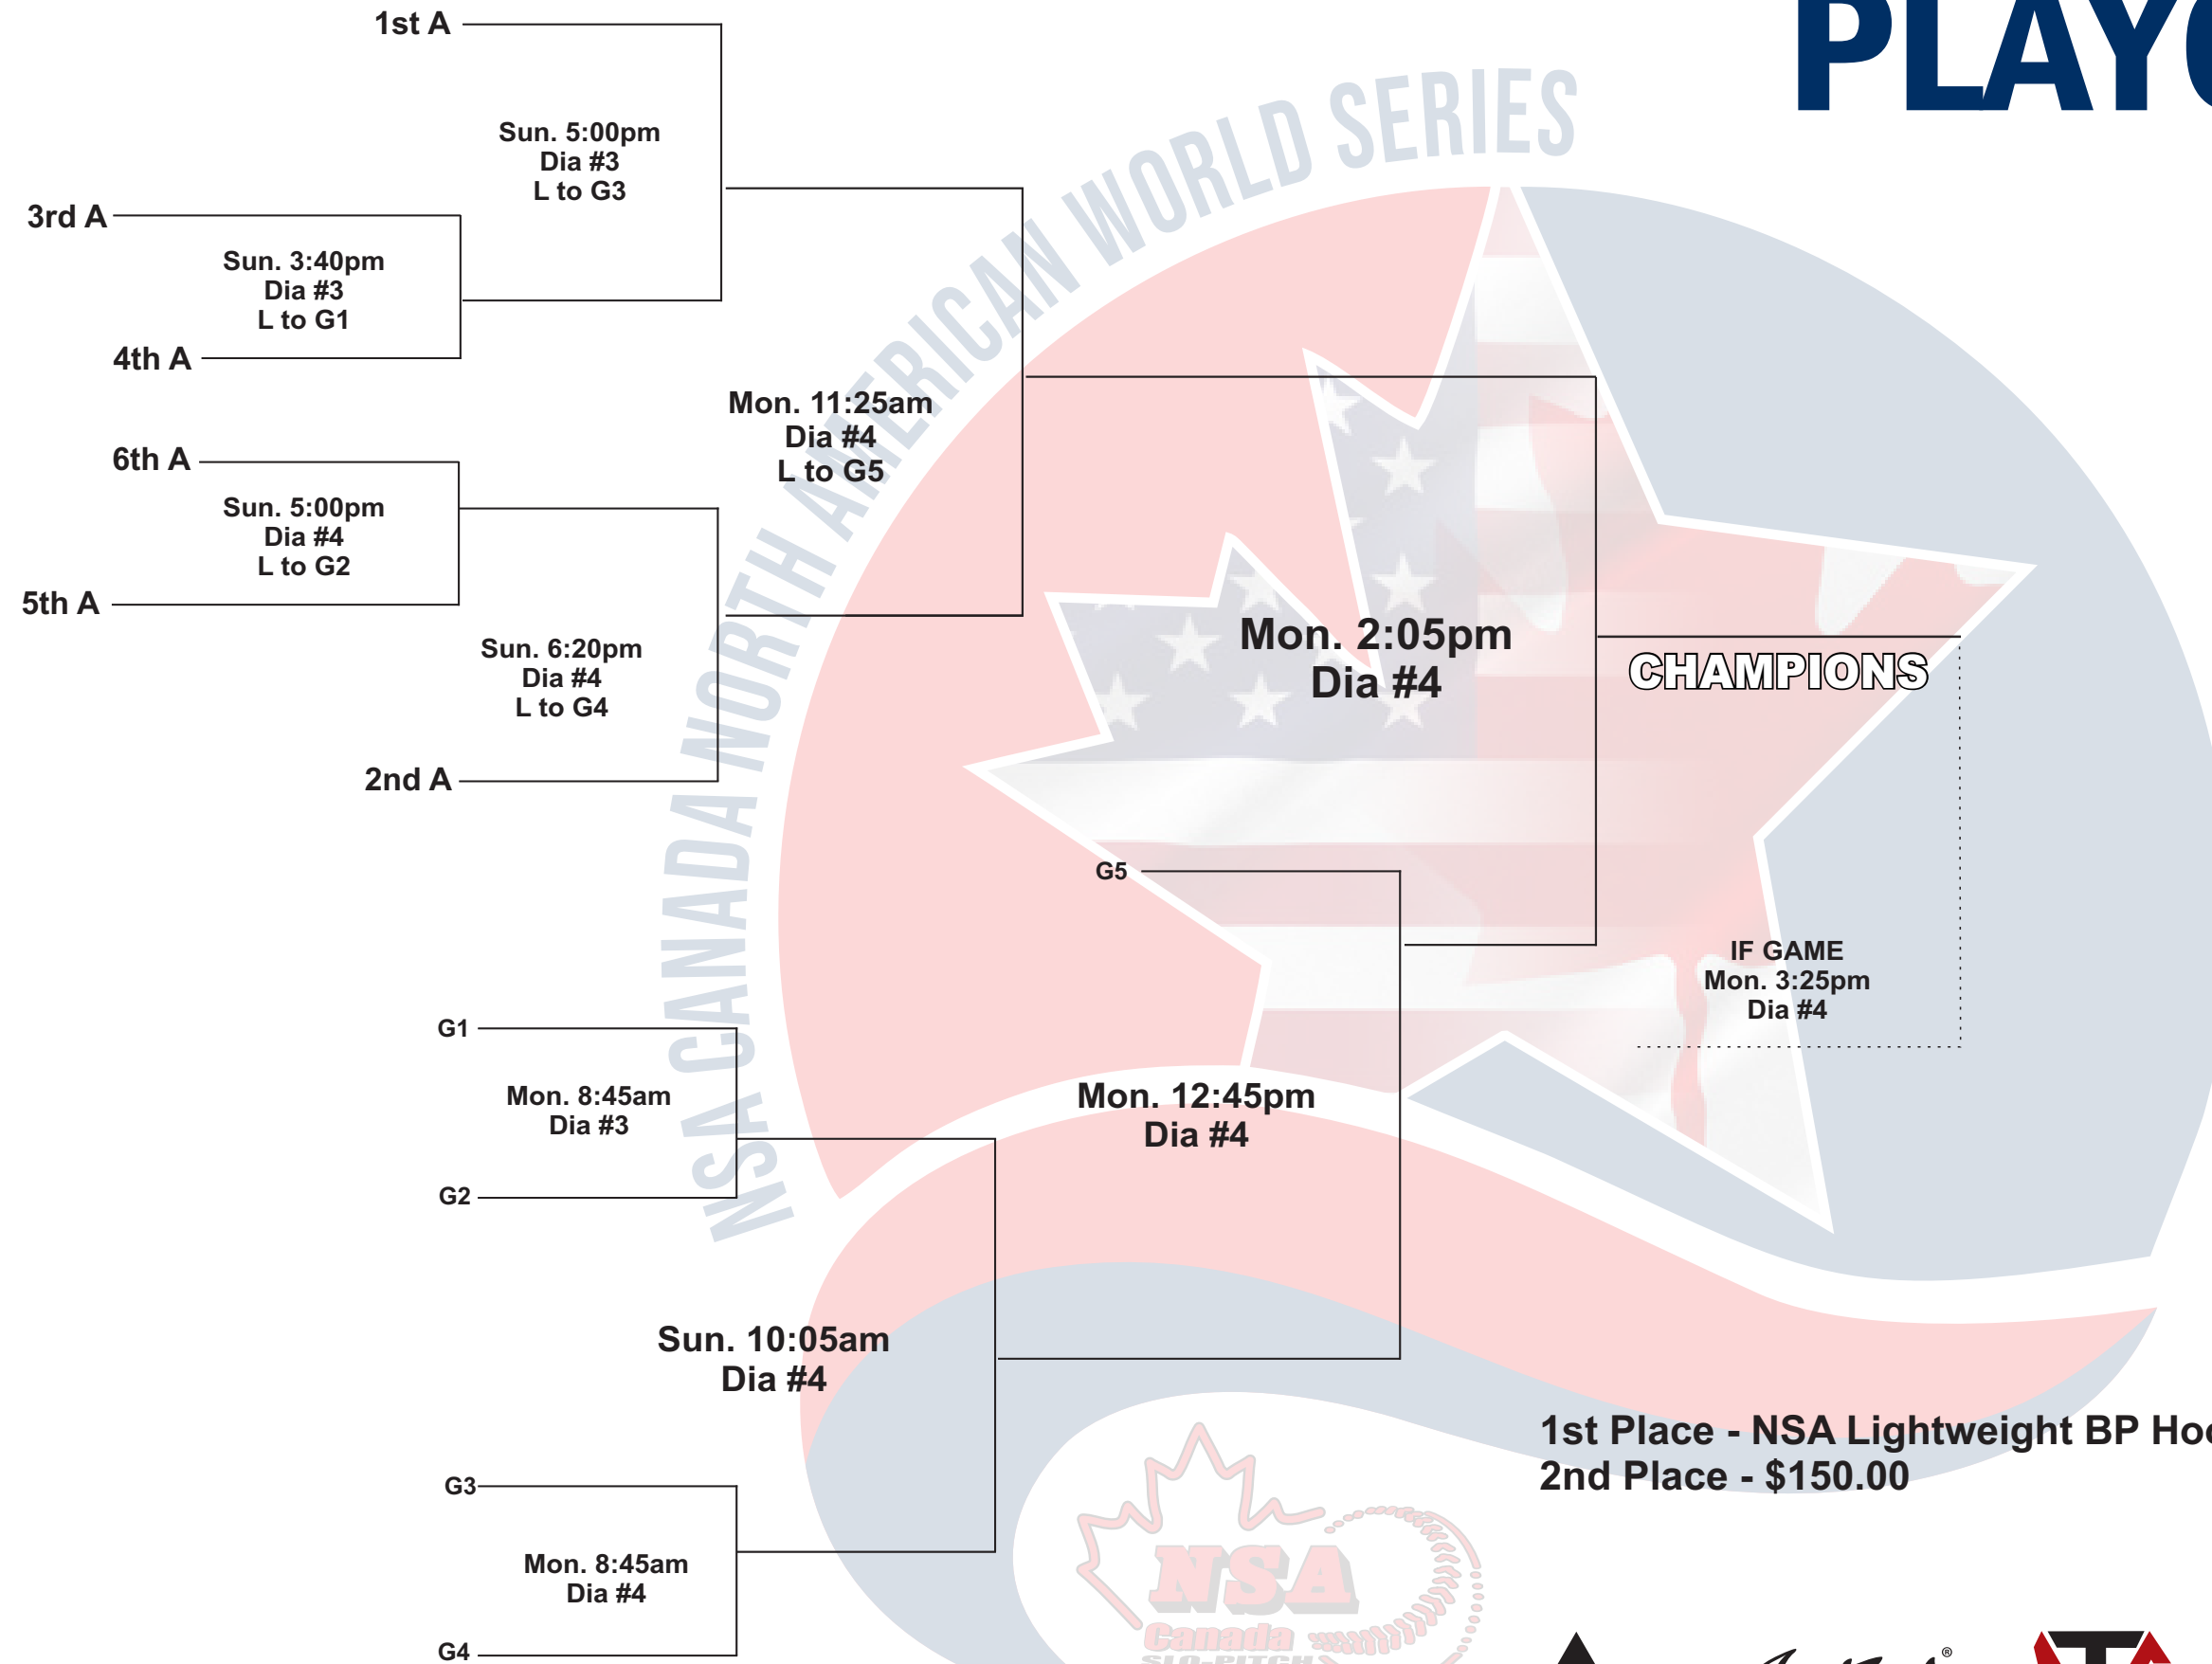 PLAYO
NSA CANADA NORTH AMERICAN WORLD SERIES
1st A
Sun. 5:00pm
Dia #3
L to G3
3rd A
Sun. 3:40pm
Dia #3
L to G1
4th A
Mon. 11:25am
Dia #4
L to G5
6th A
Sun. 5:00pm
Dia #4
L to G2
5th A
Sun. 6:20pm
Dia #4
L to G4
2nd A
Mon. 2:05pm
Dia #4
CHAMPIONS
G5
IF GAME
Mon. 3:25pm
Dia #4
G1
Mon. 8:45am
Dia #3
G2
Mon. 12:45pm
Dia #4
Sun. 10:05am
Dia #4
G3
Mon. 8:45am
Dia #4
G4
1st Place - NSA Lightweight BP Hoo
2nd Place - $150.00
NSA
Canada
SLO-PITCH